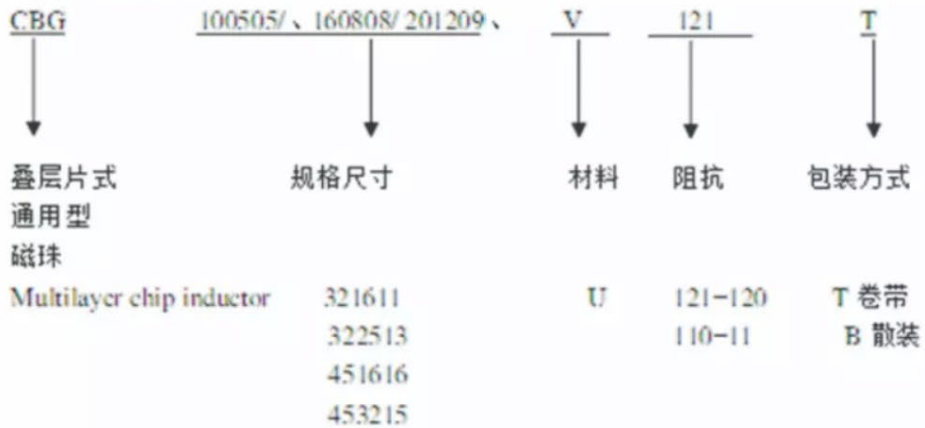 CBG 100505/、160808/201209、 V 121 T
叠层片式 规格尺寸 材料 阻抗 包装方式
通用型
磁珠
Multilayer chip inductor 321611 U 121-120 T 卷带
322513 110-11 B 散装
451616
453215